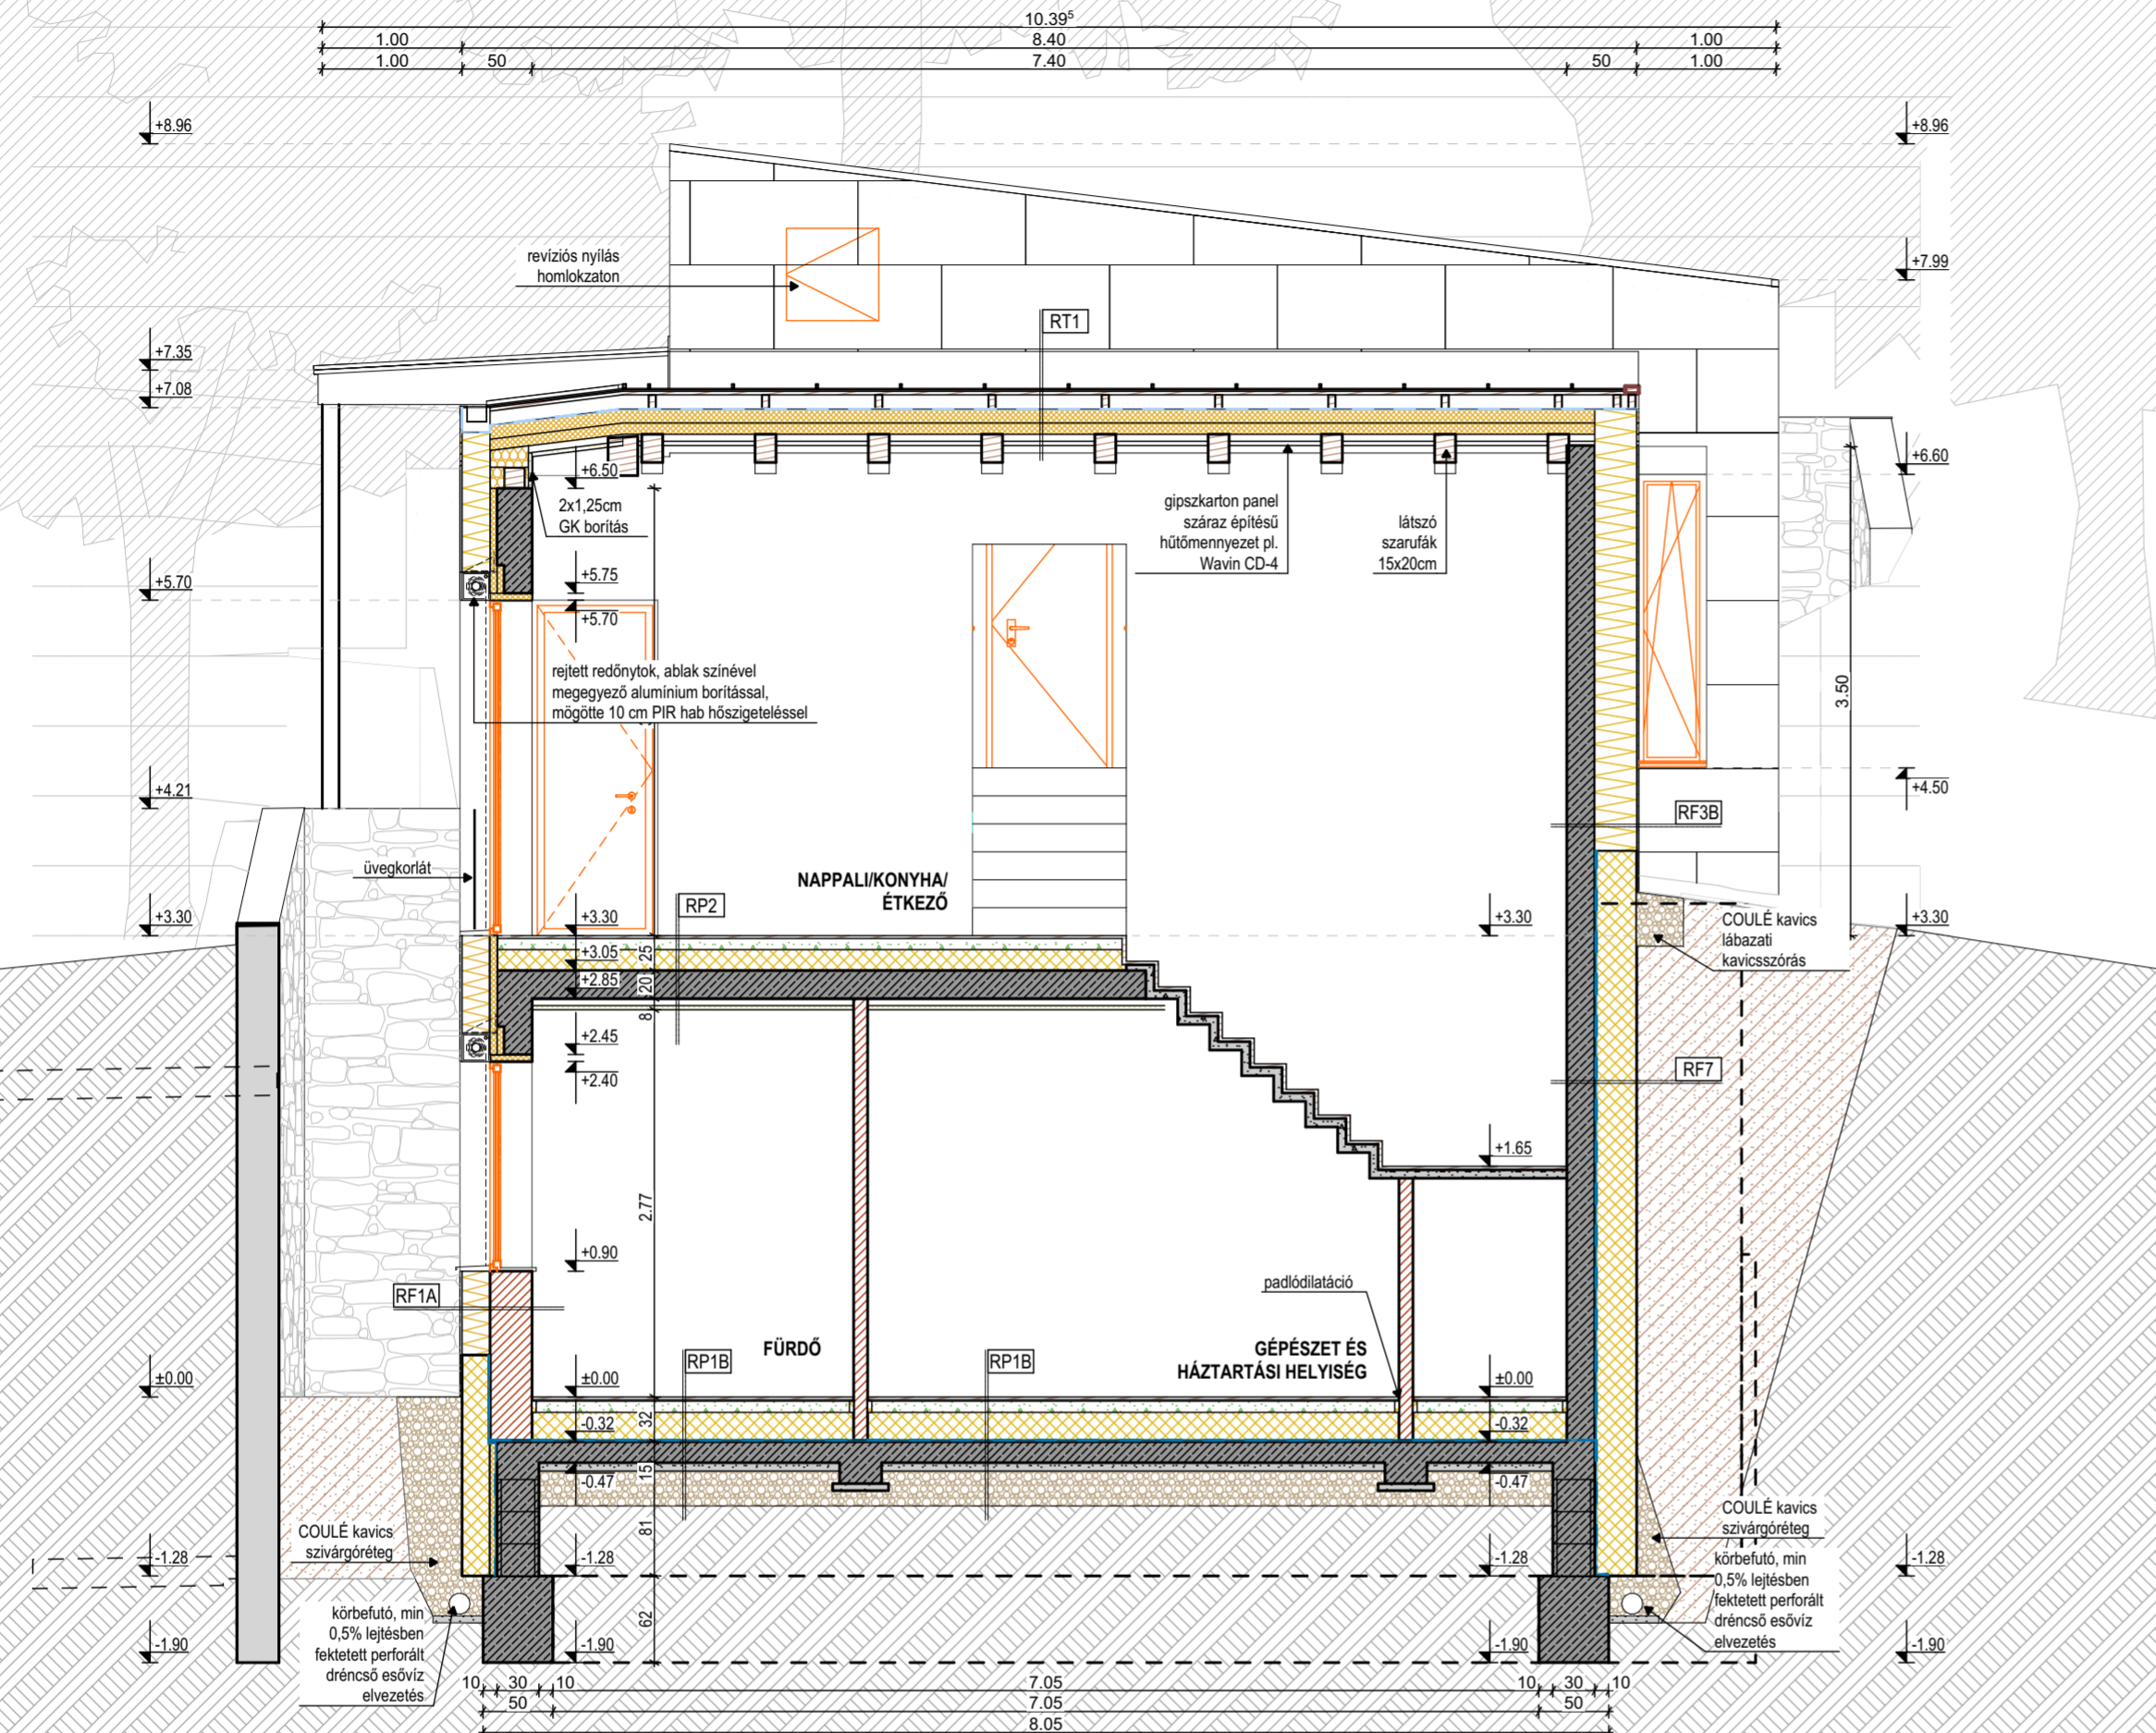 10.39⁵
1.00
8.40
1.00
1.00
50
7.40
50
1.00
+8.96
+8.96
revíziós nyílás
homlokzaton
+7.99
RT1
+7.35
+7.08
+6.50
+6.60
2x1,25cm
GK borítás
gipszkarton panel
száraz építésű
hűtőmennyezet pl.
Wavin CD-4
látszó
szarufák
15x20cm
+5.70
+5.75
+5.70
rejtett redőnytok, ablak színével
megegyező alumínium borítással,
mögötte 10 cm PIR hab hőszigeteléssel
3.50
+4.21
+4.50
RF3B
üvegkorlát
NAPPALI/KONYHA/
ÉTKEZŐ
RP2
+3.30
+3.30
+3.30
+3.30
COULÉ kavics
lábazati
kavicsszórás
+3.05
25
+2.85
20
8
+2.45
+2.40
RF7
+1.65
2.77
+0.90
padlódilatáció
RF1A
FÜRDŐ
GÉPÉSZET ÉS
HÁZTARTÁSI HELYISÉG
RP1B
RP1B
±0.00
±0.00
±0.00
-0.32
32
-0.32
-0.47
15
-0.47
COULÉ kavics
szivárgóréteg
81
COULÉ kavics
szivárgóréteg
-1.28
-1.28
-1.28
-1.28
körbefutó, min
0,5% lejtésben
fektetett perforált
dréncső esővíz
elvezetés
62
körbefutó, min
0,5% lejtésben
fektetett perforált
dréncső esővíz
elvezetés
-1.90
-1.90
-1.90
-1.90
10
30
10
7.05
10
30
10
50
7.05
50
8.05